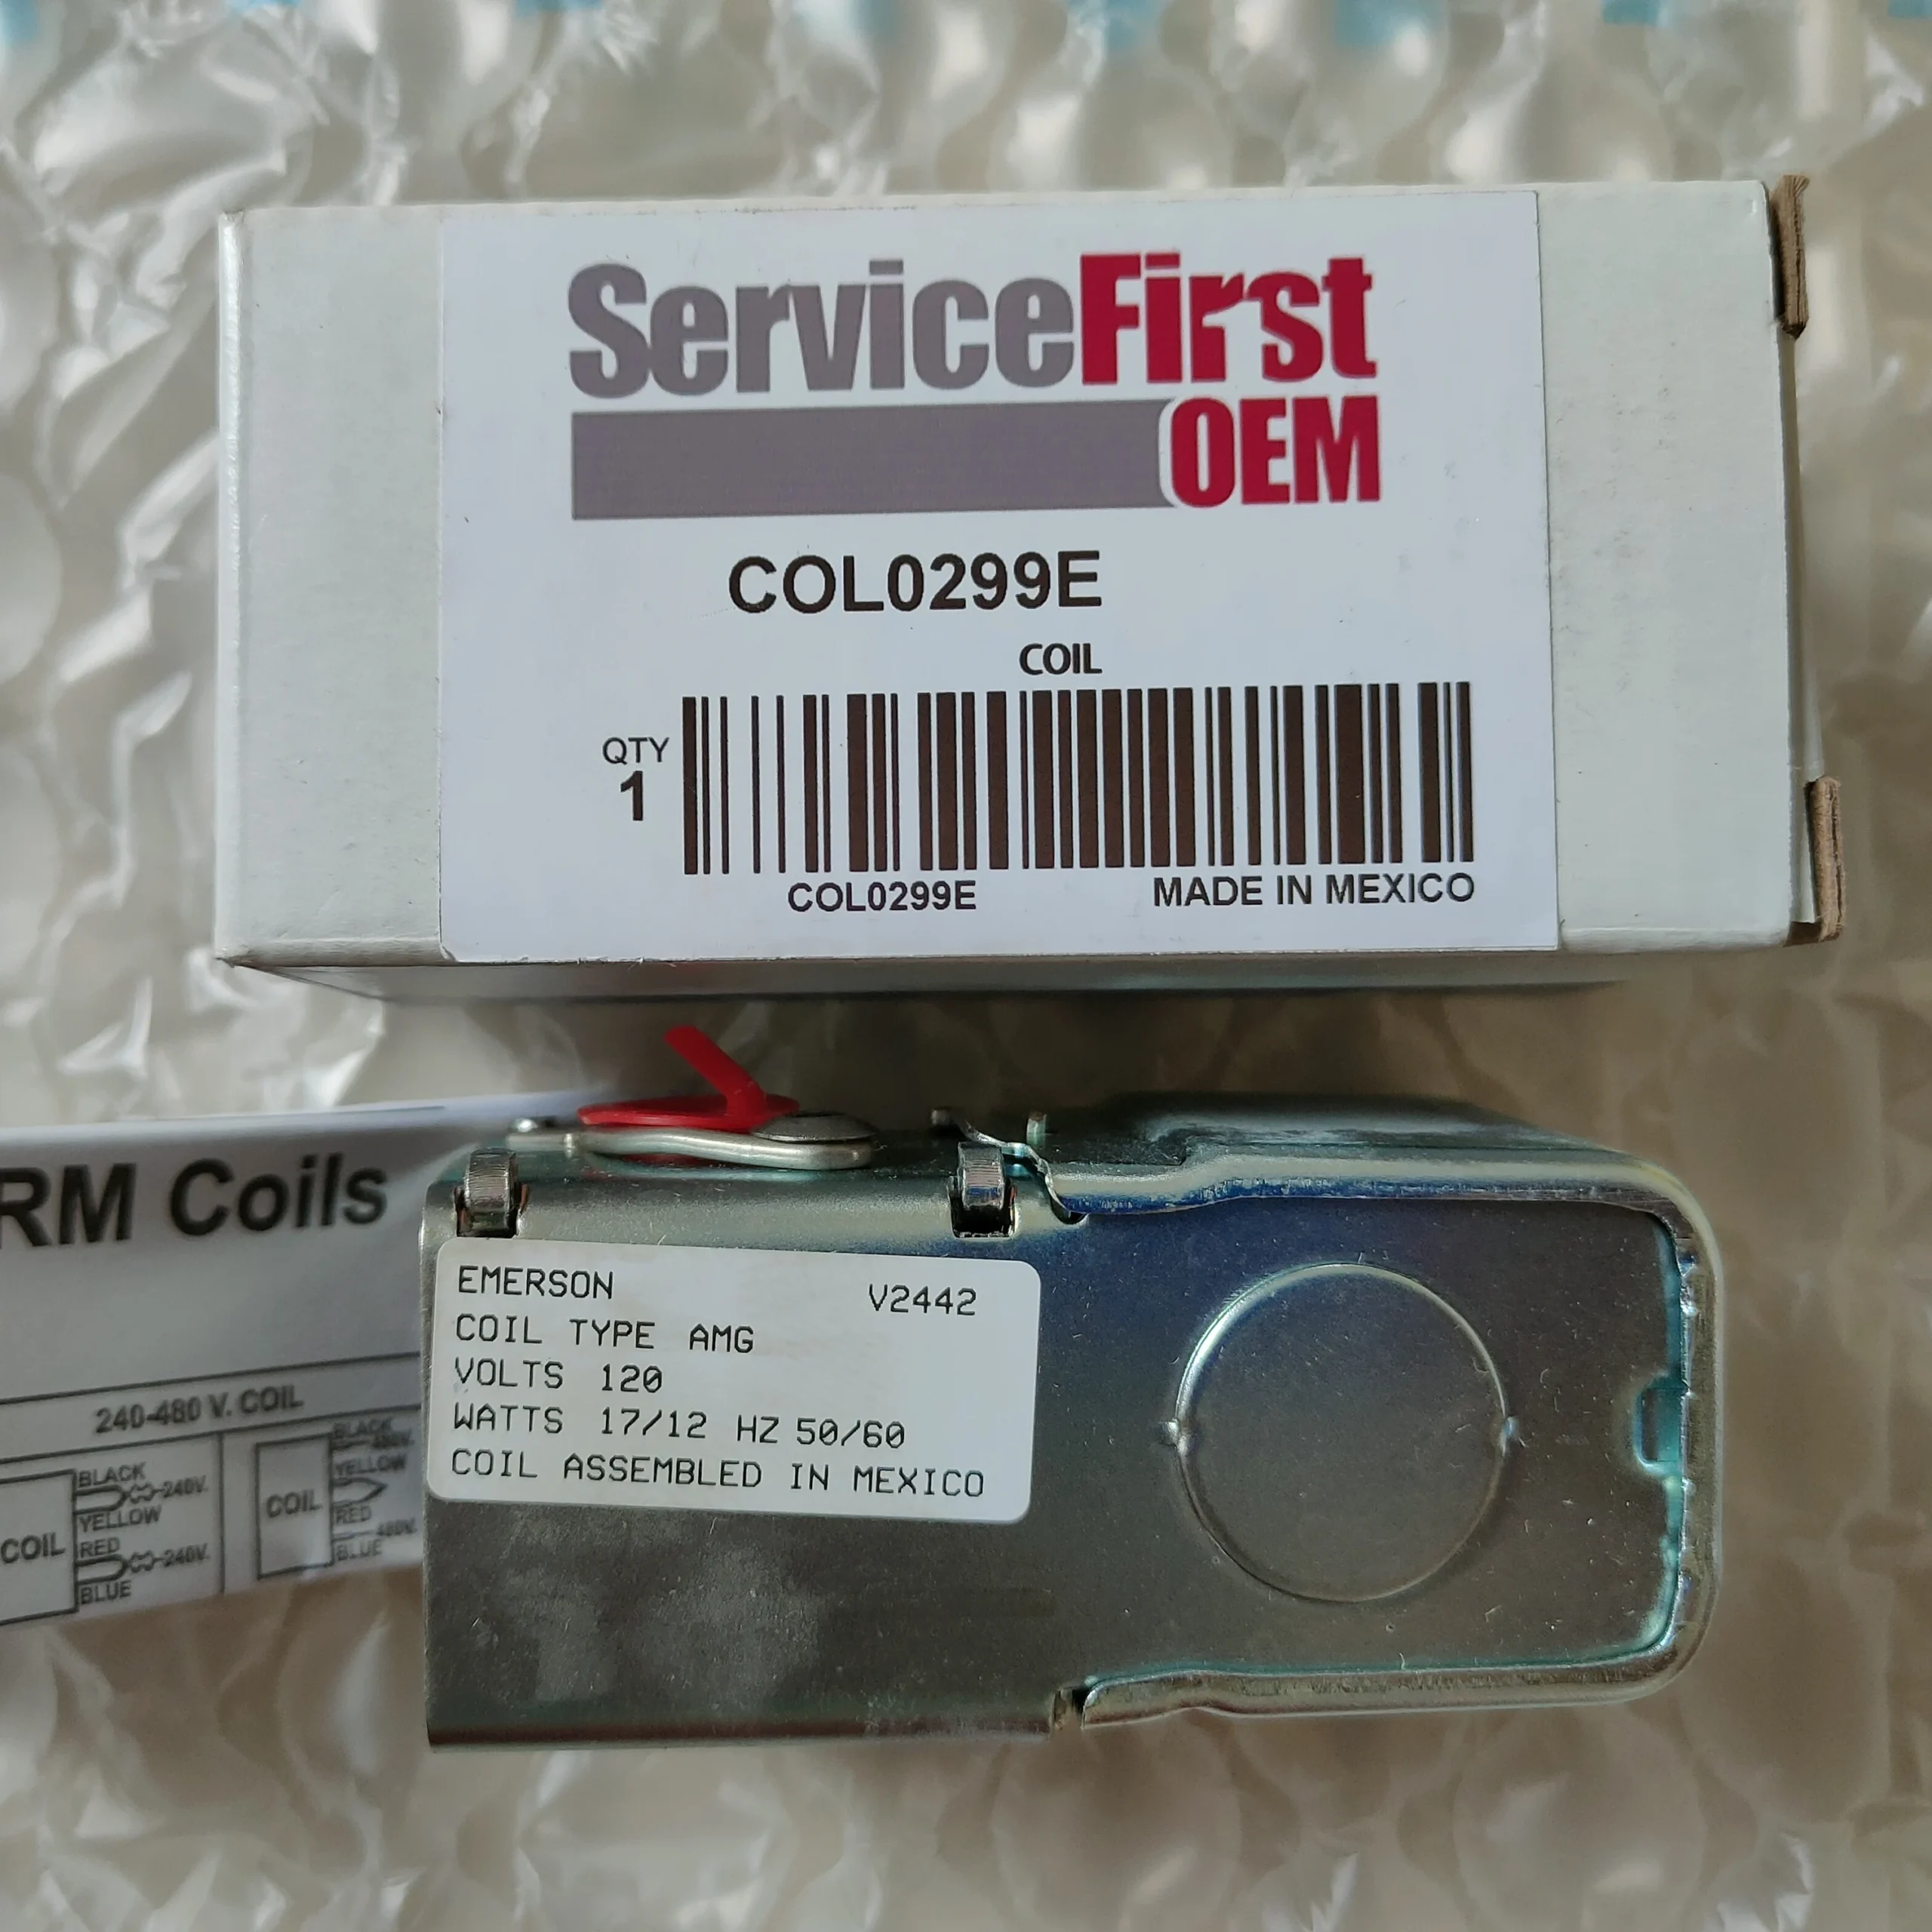 ServiceFirst
OEM
COL0299E
COIL
QTY
1
COL0299E MADE IN MEXICO
RM Coils
240-480 V. COIL
COIL
BLACK
240V.
YELLOW
RED
240V.
BLUE
COIL
BLACK
480V.
YELLOW
RED
480V.
BLUE
EMERSON V2442
COIL TYPE AMG
VOLTS 120
WATTS 17/12 HZ 50/60
COIL ASSEMBLED IN MEXICO